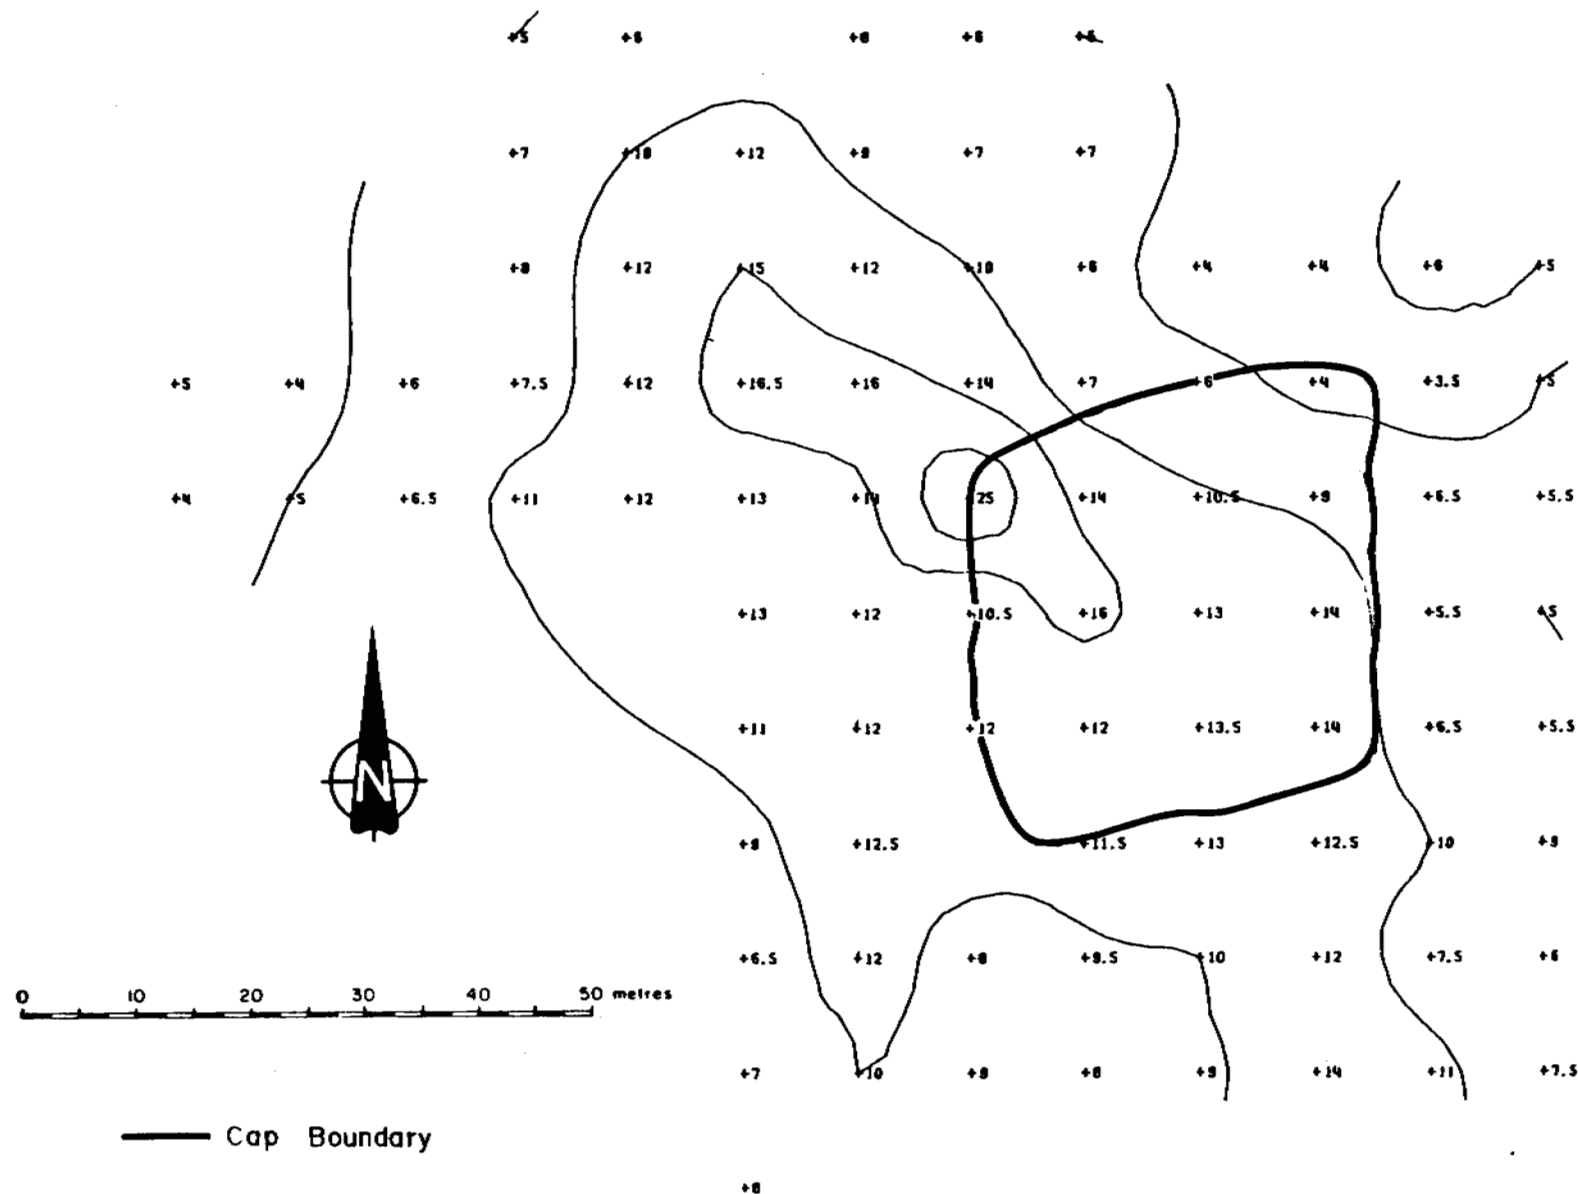 +5 +6 +8 +6 +6
+7 +10 +12 +9 +7 +7
+8 +12 +15 +12 +10 +6 +4 +4 +6 +5
+5 +4 +6 +7.5 +12 +16.5 +16 +14 +7 +6 +4 +3.5 +5
+4 +5 +6.5 +11 +12 +13 +14 +25 +14 +10.5 +9 +6.5 +5.5
+13 +12 +10.5 +16 +13 +14 +5.5 +5
+11 +12 +12 +12 +13.5 +14 +6.5 +5.5
N
+9 +12.5 +11.5 +13 +12.5 +10 +9
+6.5 +12 +8 +9.5 +10 +12 +7.5 +6
0 10 20 30 40 50 metres
+7 +10 +9 +8 +9 +14 +11 +7.5
Cap Boundary
+8